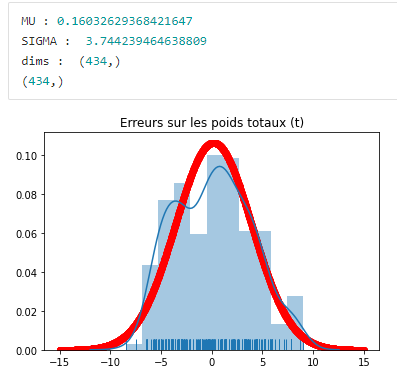 MU : 0.16032629368421647
SIGMA :  3.744239464638809
dims :  (434,)
(434,)
Erreurs sur les poids totaux (t)
0.10
0.08
0.06
0.04
0.02
0.00
−15 −10 −5 0 5 10 15